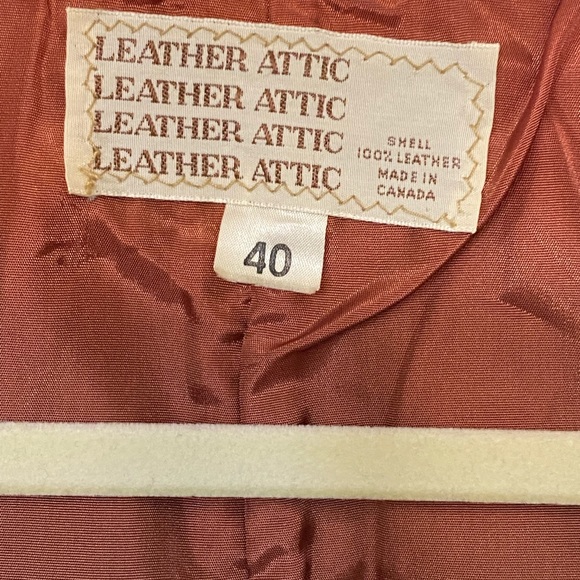 LEATHER ATTIC
LEATHER ATTIC
LEATHER ATTIC
LEATHER ATTIC
SHELL
100% LEATHER
MADE IN
CANADA
40